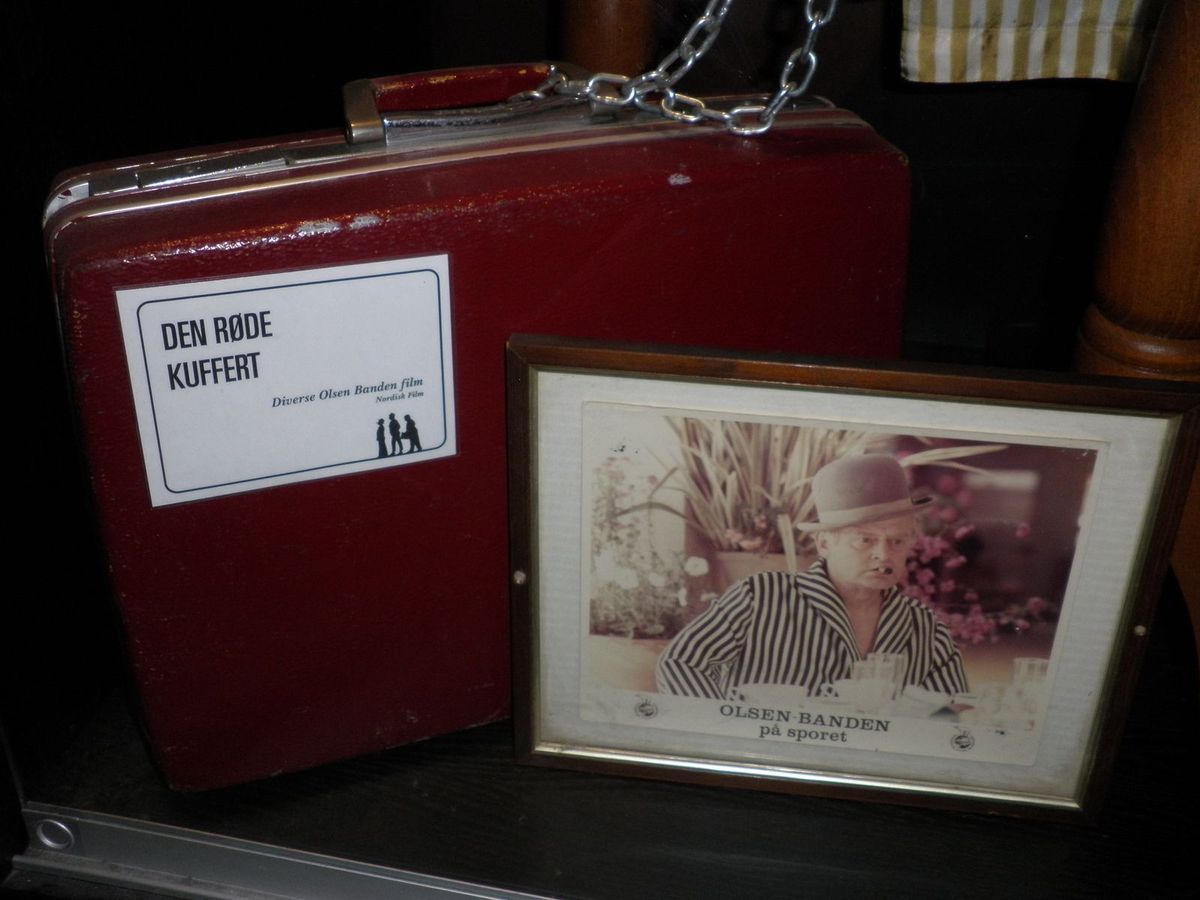 DEN RØDE
KUFFERT
Diverse Olsen Banden film
Nordisk Film
OLSEN-BANDEN
på sporet